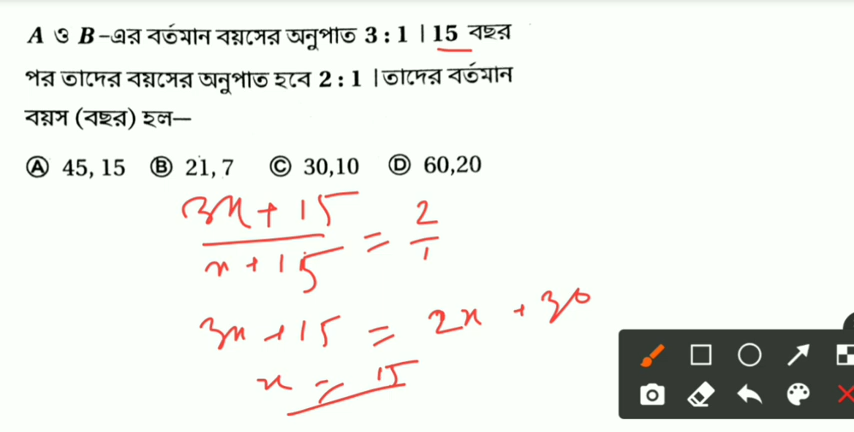 A ও B-এর বর্তমান বয়সের অনুপাত 3 : 1 । 15 বছর
পর তাদের বয়সের অনুপাত হবে 2 : 1 ।তাদের বর্তমান
বয়স (বছর) হল—
Ⓐ 45, 15 Ⓑ 21, 7 Ⓒ 30,10 Ⓓ 60,20
3x + 15
x + 15
= 2/1
3x + 15 = 2x + 30
x = 15